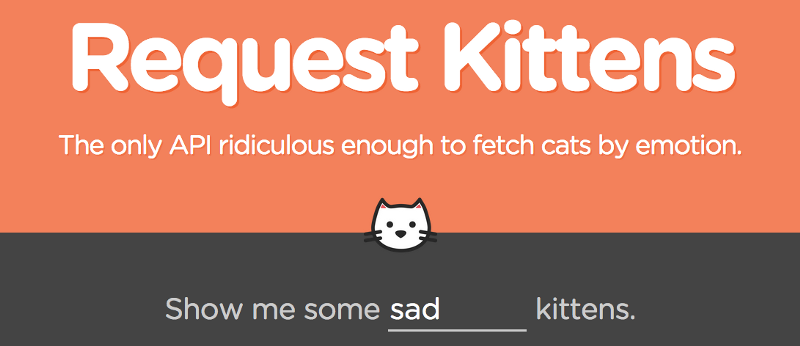 Request Kittens
The only API ridiculous enough to fetch cats by emotion.
Show me some sad kittens.